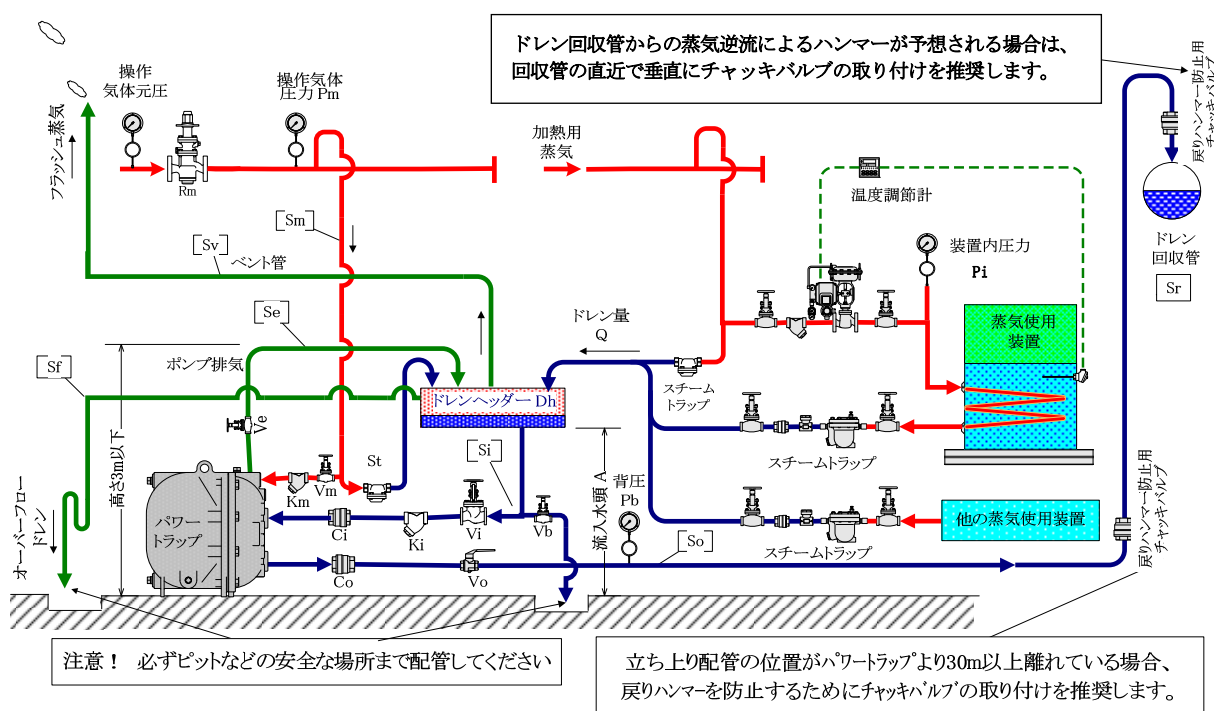 ドレン回収管からの蒸気逆流によるハンマーが予想される場合は、
回収管の直近で垂直にチャッキバルブの取り付けを推奨します。
戻りハンマー防止用
チャッキバルブ
操作
気体元圧
操作気体
圧力 Pm
フラッシュ蒸気
Rm
加熱用
蒸気
温度調節計
ドレン
回収管
Sr
[Sm]
[Sv]
ベント管
装置内圧力
Pi
[Se]
ドレン量
Q
蒸気使用
装置
[Sf]
ポンプ排気
スチーム
トラップ
ドレンヘッダー Dh
Ve
高さ3m以下
St
[Si]
流入水頭 A
スチームトラップ
Km
Vm
背圧
Pb
戻りハンマー防止用
チャッキバルブ
オーバーフロー
ドレン
パワー
トラップ
Ci
Ki
Vi
Vb
[So]
他の蒸気使用装置
スチームトラップ
Co
Vo
注意！ 必ずピットなどの安全な場所まで配管してください
立ち上り配管の位置がパワートラップより30m以上離れている場合、
戻りハンマーを防止するためにチャッキバルブの取り付けを推奨します。